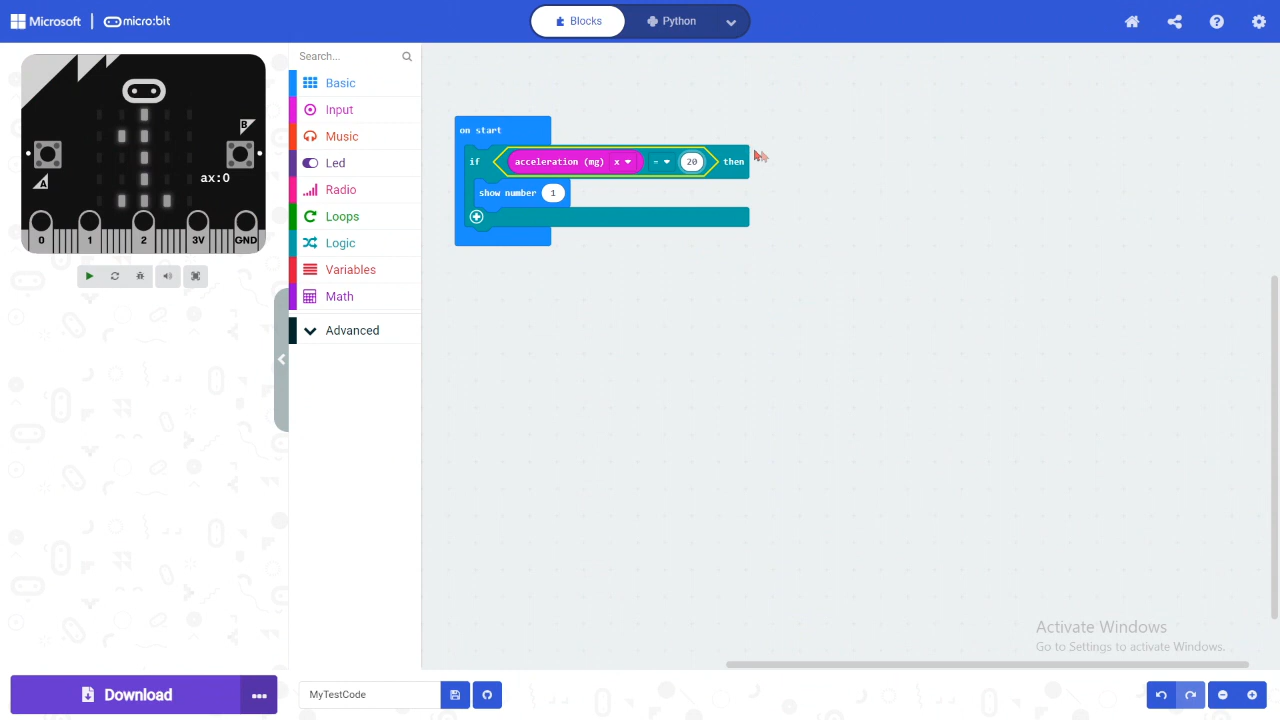 Microsoft
micro:bit
Blocks
Python
B
A
ax:0
0 1 2 3V GND
Search...
Basic
Input
Music
Led
Radio
Loops
Logic
Variables
Math
Advanced
on start
if acceleration (mg) x = 20 then
show number 1
Activate Windows
Go to Settings to activate Windows.
Download
MyTestCode